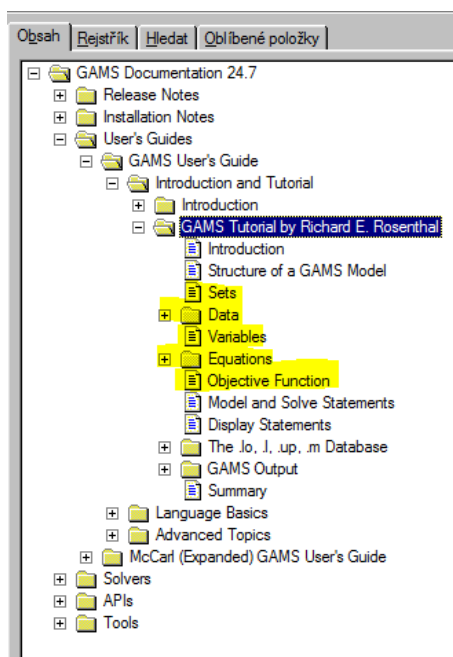 Obsah Rejstřík Hledat Oblíbené položky
GAMS Documentation 24.7
Release Notes
Installation Notes
User's Guides
GAMS User's Guide
Introduction and Tutorial
Introduction
GAMS Tutorial by Richard E. Rosenthal
Introduction
Structure of a GAMS Model
Sets
Data
Variables
Equations
Objective Function
Model and Solve Statements
Display Statements
The .lo, .l, .up, .m Database
GAMS Output
Summary
Language Basics
Advanced Topics
McCarl (Expanded) GAMS User's Guide
Solvers
APIs
Tools